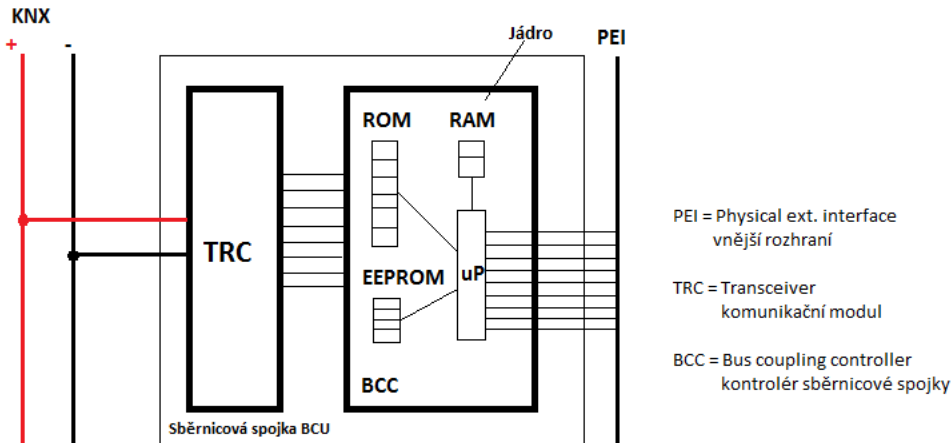 KNX
+ -
Jádro
PEI
ROM RAM
TRC
EEPROM uP
BCC
Sběrnicová spojka BCU
PEI = Physical ext. interface
vnější rozhraní
TRC = Transceiver
komunikační modul
BCC = Bus coupling controller
kontrolér sběrnicové spojky